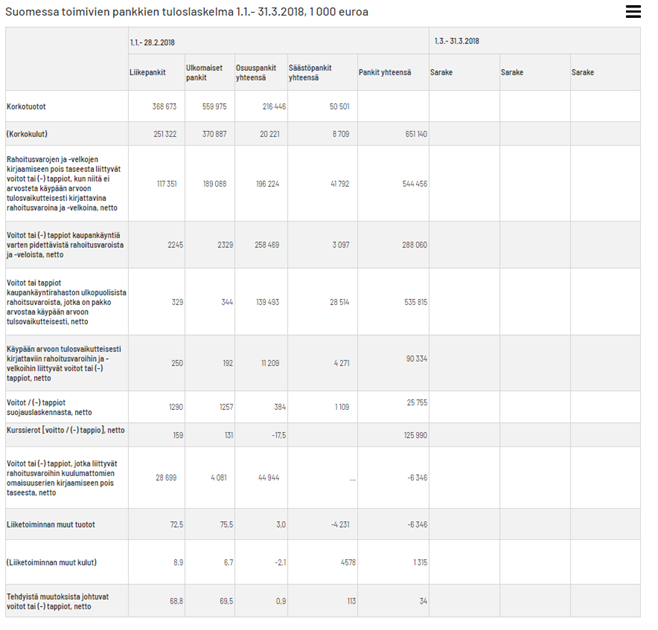 Suomessa toimivien pankkien tuloslaskelma 1.1.- 31.3.2018, 1 000 euroa
1.1.- 28.2.2018 1.3.- 31.3.2018
Liikepankit Ulkomaiset pankit Osuuspankit yhteensä Säästöpankit yhteensä Pankit yhteensä Sarake Sarake Sarake
Korkotuotot 368 673 559 975 216 446 50 501
(Korkokulut) 251 322 370 887 20 221 8 709 651 140
Rahoitusvarojen ja -velkojen
kirjaamiseen pois taseesta liittyvät
voitot tai (-) tappiot, kun niitä ei
arvosteta käypään arvoon 117 351 189 088 196 224 41 792 544 456
tulosvaikutteisesti kirjattavina
rahoitusvaroina ja -velkoina, netto
Voitot tai (-) tappiot kaupankäyntiä
varten pidettävistä rahoitusvaroista 2245 2329 258 469 3 097 288 060
ja -veloista, netto
Voitot tai tappiot
kaupankäyntirahaston ulkopuolisista
rahoitsuvaroista, jotka on pakko 329 344 139 493 28 514 535 815
arvostaa käypään arvoon
tulsovaikutteisesti, netto
Käypään arvoon tulosvaikutteisesti
kirjattaviin rahoitusvaroihin ja - 250 192 11 209 4 271 90 334
velkoihin liittyvät voitot tai (-)
tappiot, netto
Voitot / (-) tappiot 1290 1257 384 1 109 25 755
suojauslaskennasta, netto
Kurssierot [voitto / (-) tappio], netto 159 131 -17,5 125 990
Voitot tai (-) tappiot, jotka liittyvät
rahoitusvaroihin kuulumattomien 28 699 4 081 44 944 ... -6 346
omaisuuserien kirjaamiseen pois
taseesta, netto
Liiketoiminnan muut tuotot 72,5 75,5 3,0 -4 231 -6 346
(Liiketoiminnan muut kulut) 8,9 6,7 -2,1 4578 1 315
Tehdyistä muutoksista johtuvat 68,8 69,5 0,9 113 34
voitot tai (-) tappiot, netto